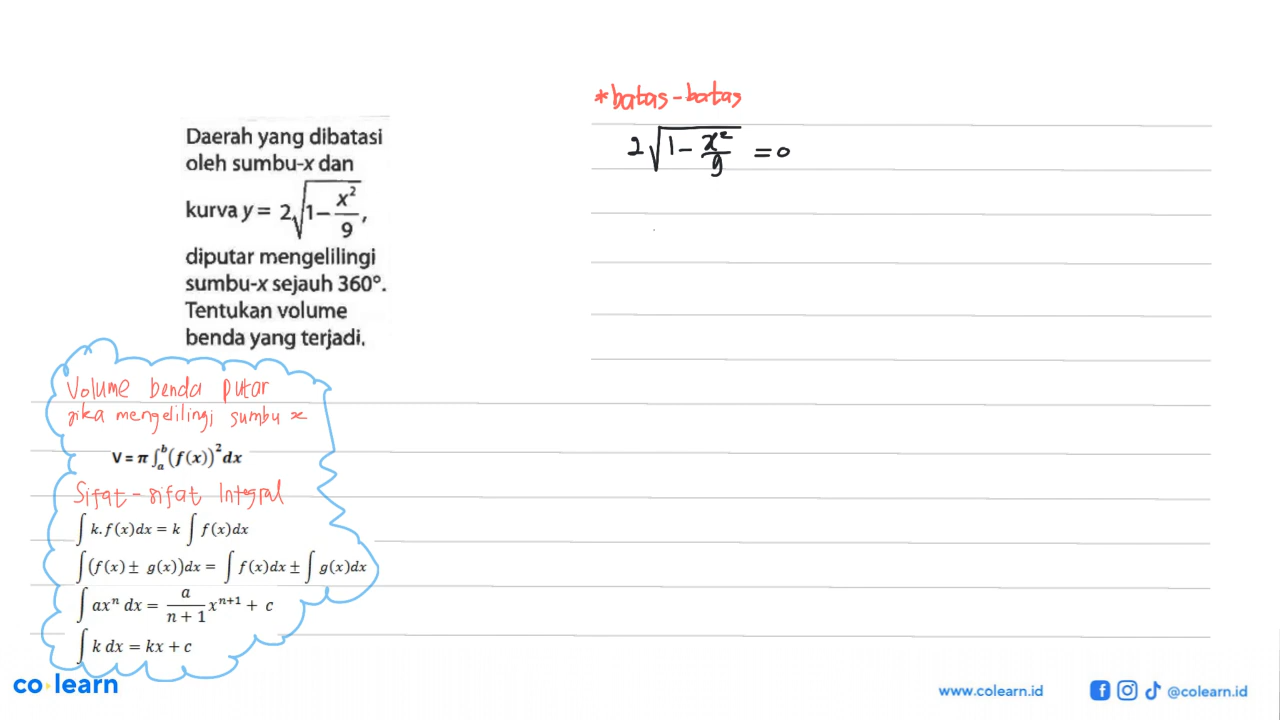 Daerah yang dibatasi
oleh sumbu-x dan
kurva y = 2√(1 - x²/9),
diputar mengelilingi
sumbu-x sejauh 360°.
Tentukan volume
benda yang terjadi.
Volume benda putar
jika mengelilingi sumbu x
V = π ∫ₐᵇ (f(x))² dx
Sifat-sifat Integral
∫ k.f(x)dx = k ∫ f(x)dx
∫ (f(x) ± g(x))dx = ∫ f(x)dx ± ∫ g(x)dx
∫ axⁿ dx = a/(n + 1) xⁿ⁺¹ + c
∫ k dx = kx + c
*batas-batas
2√(1 - x²/9) = 0
co learn
www.colearn.id
@colearn.id